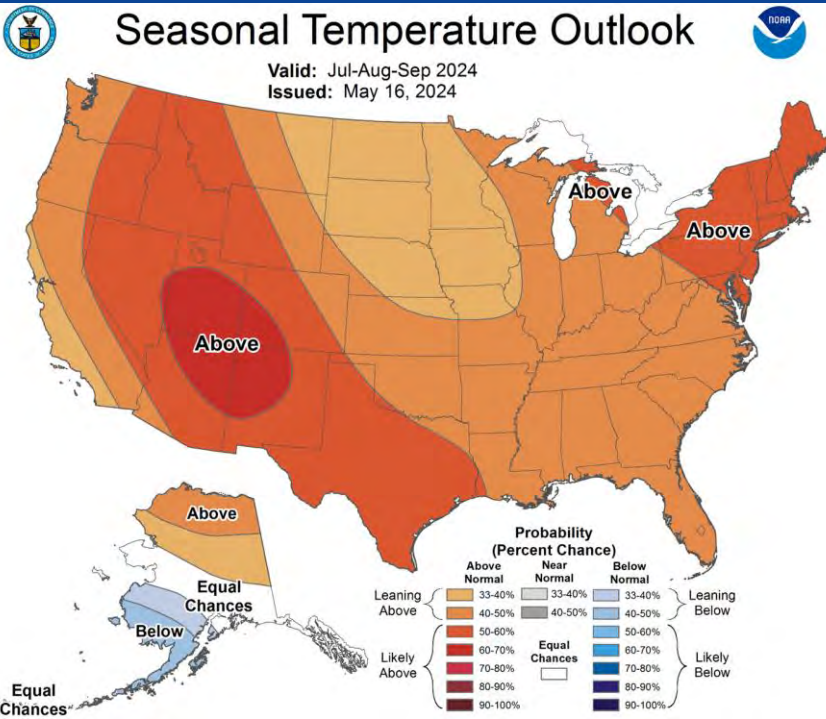 NOAA
Seasonal Temperature Outlook
Valid: Jul-Aug-Sep 2024
Issued: May 16, 2024
Above
Above
Above
Above
Equal
Chances
Below
Equal
Chances
Probability
(Percent Chance)
Above
Normal
Near
Normal
Below
Normal
Leaning
Above
33-40%
33-40%
33-40%
Leaning
Below
40-50%
40-50%
40-50%
Likely
Above
50-60%
60-70%
70-80%
80-90%
90-100%
Equal
Chances
50-60%
60-70%
70-80%
80-90%
90-100%
Likely
Below